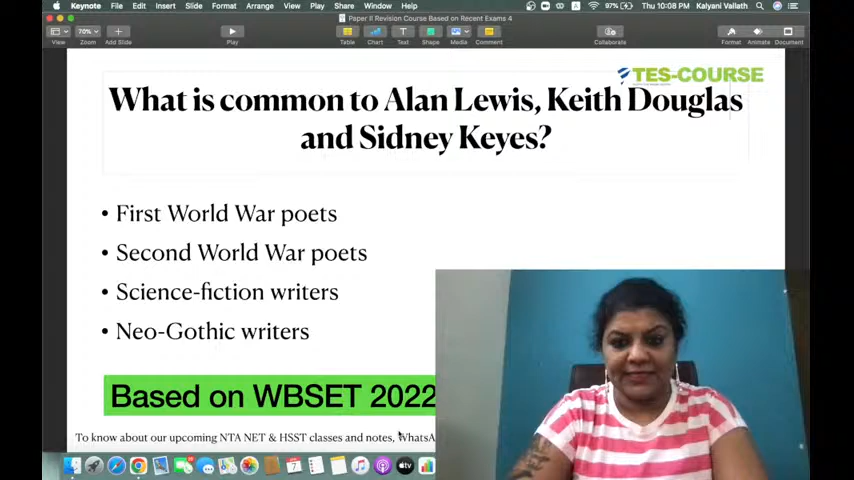 Keynote File Edit Insert Slide Format Arrange View Play Share Window Help 97% Thu 10:08 PM Kalyani Vallath
Paper II Revision Course Based on Recent Exams 4
70%
View Zoom Add Slide Play Table Chart Text Shape Media Comment Collaborate Format Animate Document
TES-COURSE
What is common to Alan Lewis, Keith Douglas
and Sidney Keyes?
• First World War poets
• Second World War poets
• Science-fiction writers
• Neo-Gothic writers
Based on WBSET 2022
To know about our upcoming NTA NET & HSST classes and notes, WhatsA
7
tv